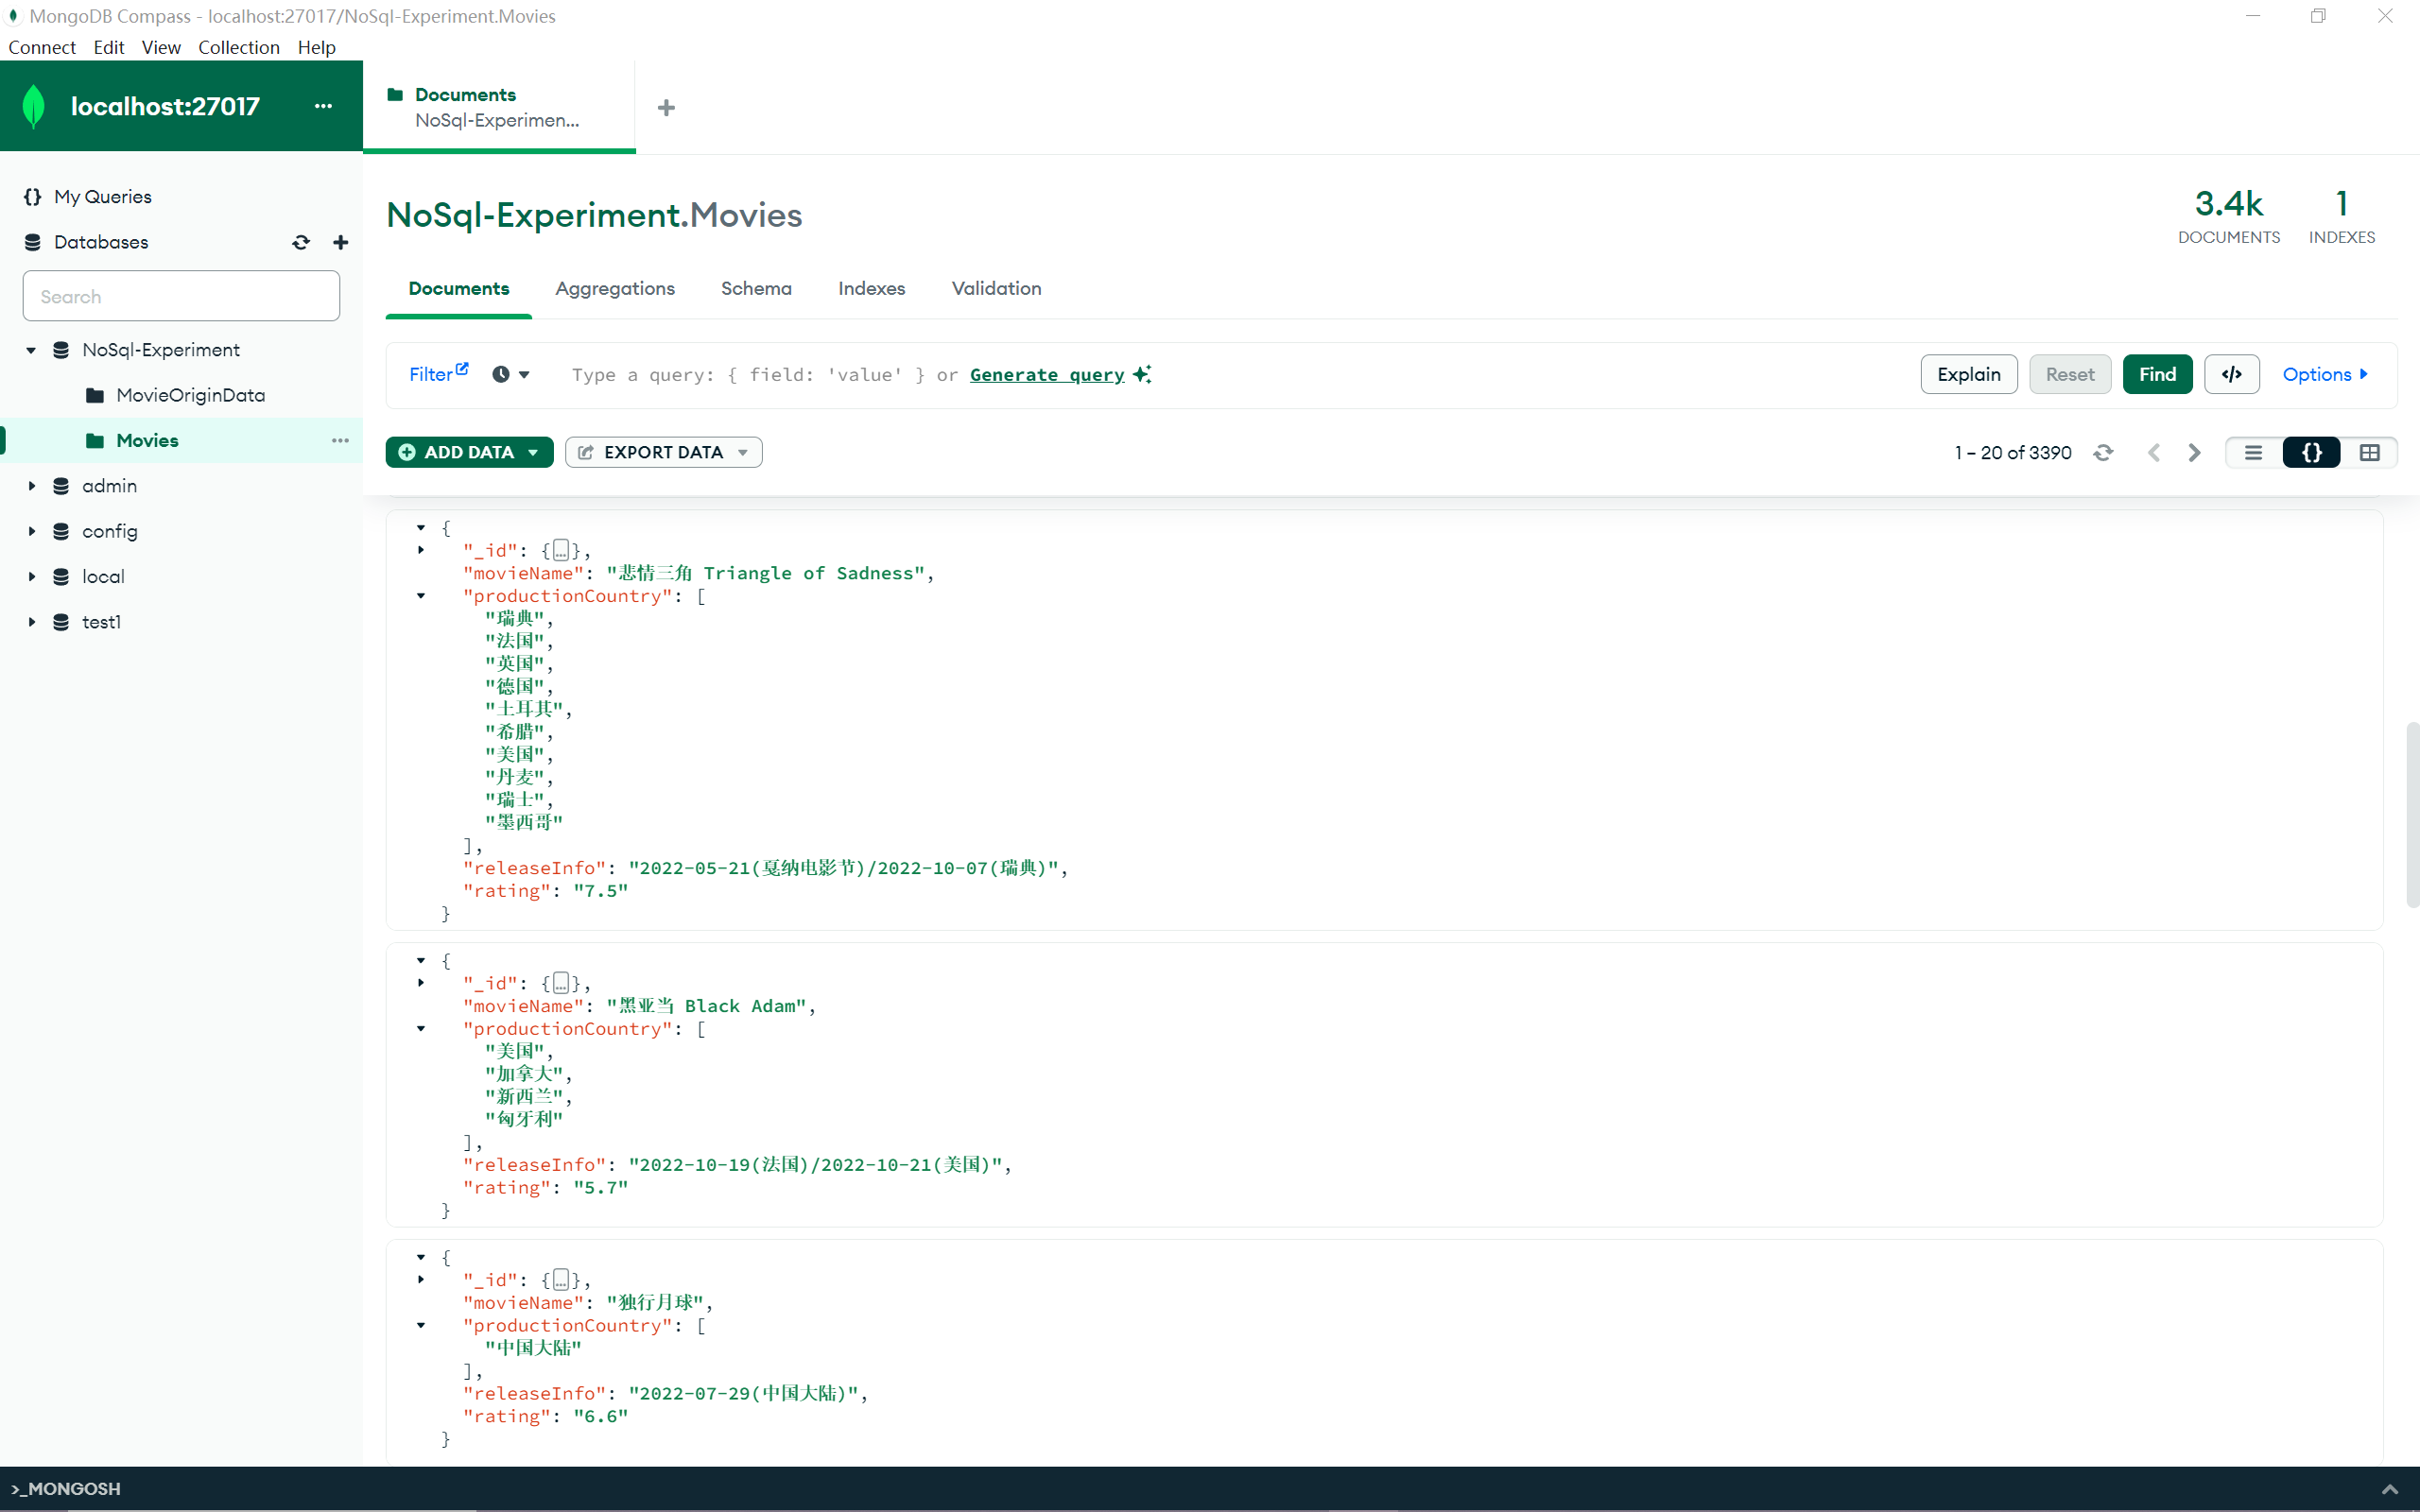 MongoDB Compass - localhost:27017/NoSql-Experiment.Movies
Connect Edit View Collection Help
localhost:27017
Documents
NoSql-Experimen...
My Queries
Databases
Search
NoSql-Experiment
MovieOriginData
Movies
admin
config
local
test1
NoSql-Experiment.Movies
3.4k
DOCUMENTS
1
INDEXES
Documents Aggregations Schema Indexes Validation
Filter Type a query: { field: 'value' } or Generate query Explain Reset Find </> Options
ADD DATA EXPORT DATA 1 – 20 of 3390 {}
{
"_id": {…},
"movieName": "悲情三角 Triangle of Sadness",
"productionCountry": [
"瑞典",
"法国",
"英国",
"德国",
"土耳其",
"希腊",
"美国",
"丹麦",
"瑞士",
"墨西哥"
],
"releaseInfo": "2022-05-21(戛纳电影节)/2022-10-07(瑞典)",
"rating": "7.5"
}
{
"_id": {…},
"movieName": "黑亚当 Black Adam",
"productionCountry": [
"美国",
"加拿大",
"新西兰",
"匈牙利"
],
"releaseInfo": "2022-10-19(法国)/2022-10-21(美国)",
"rating": "5.7"
}
{
"_id": {…},
"movieName": "独行月球",
"productionCountry": [
"中国大陆"
],
"releaseInfo": "2022-07-29(中国大陆)",
"rating": "6.6"
}
>_MONGOSH